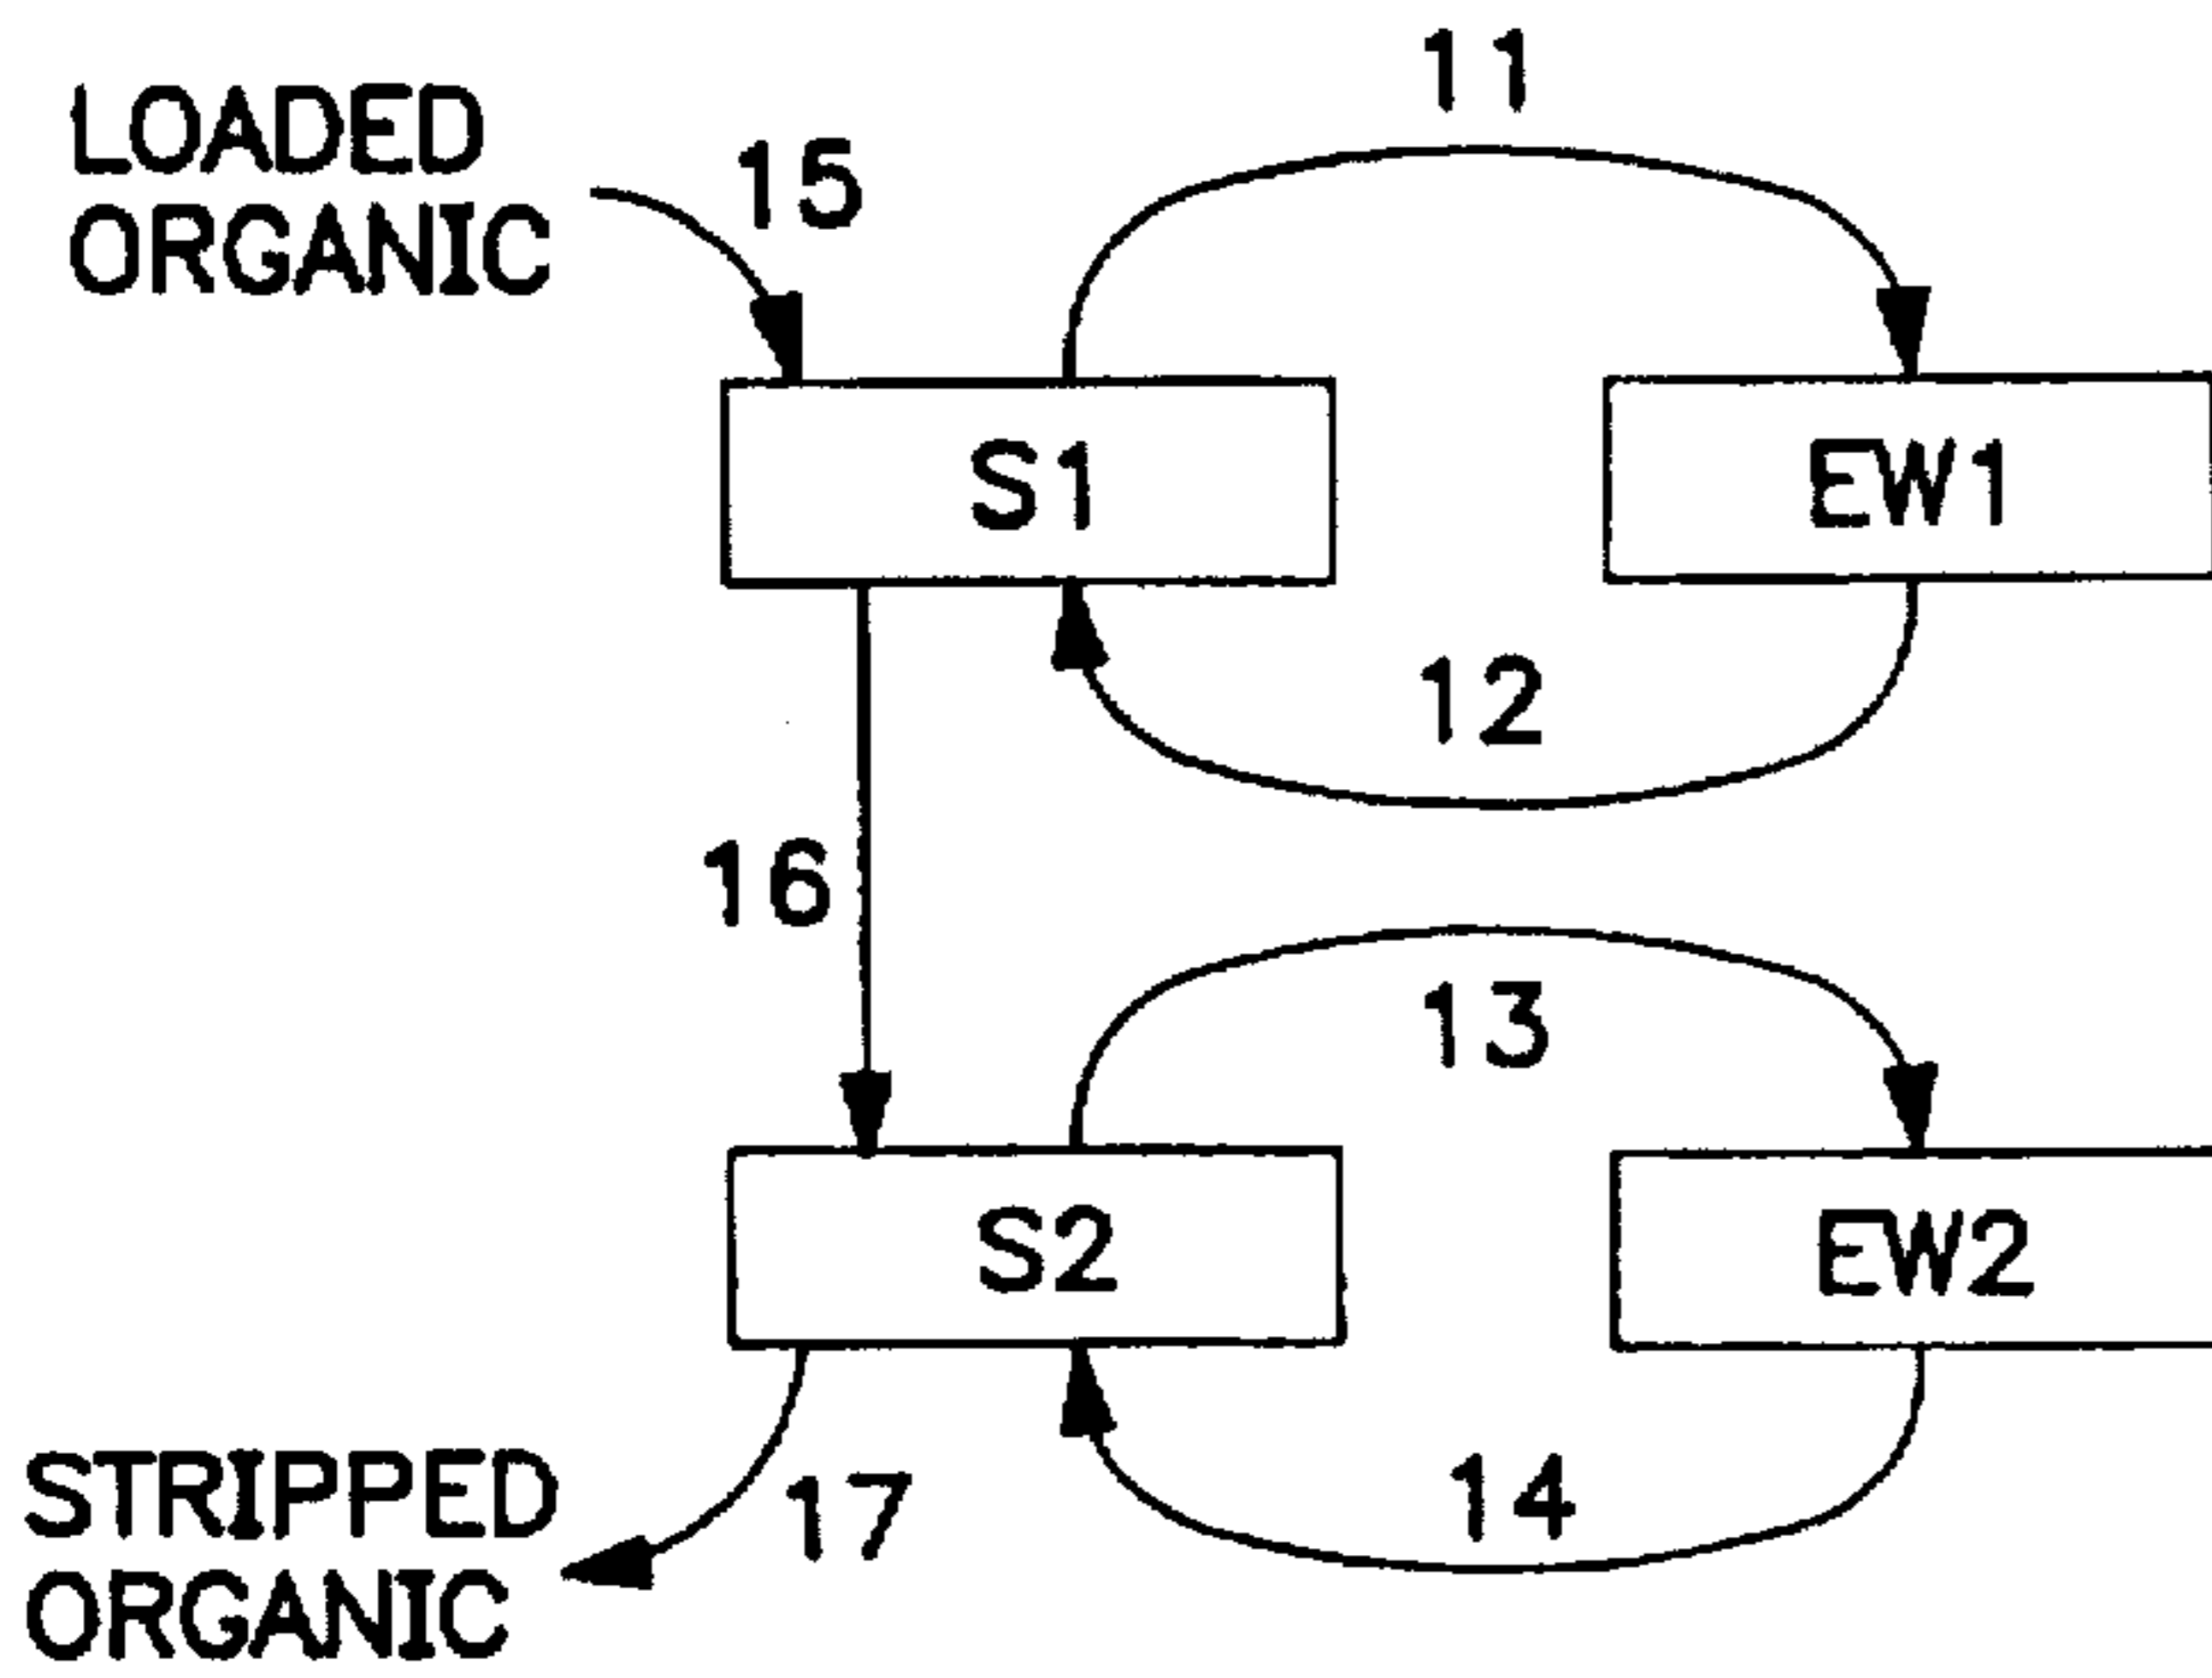 11
LOADED
ORGANIC
15
S1
EW1
12
16
13
S2
EW2
STRIPPED
ORGANIC
17
14